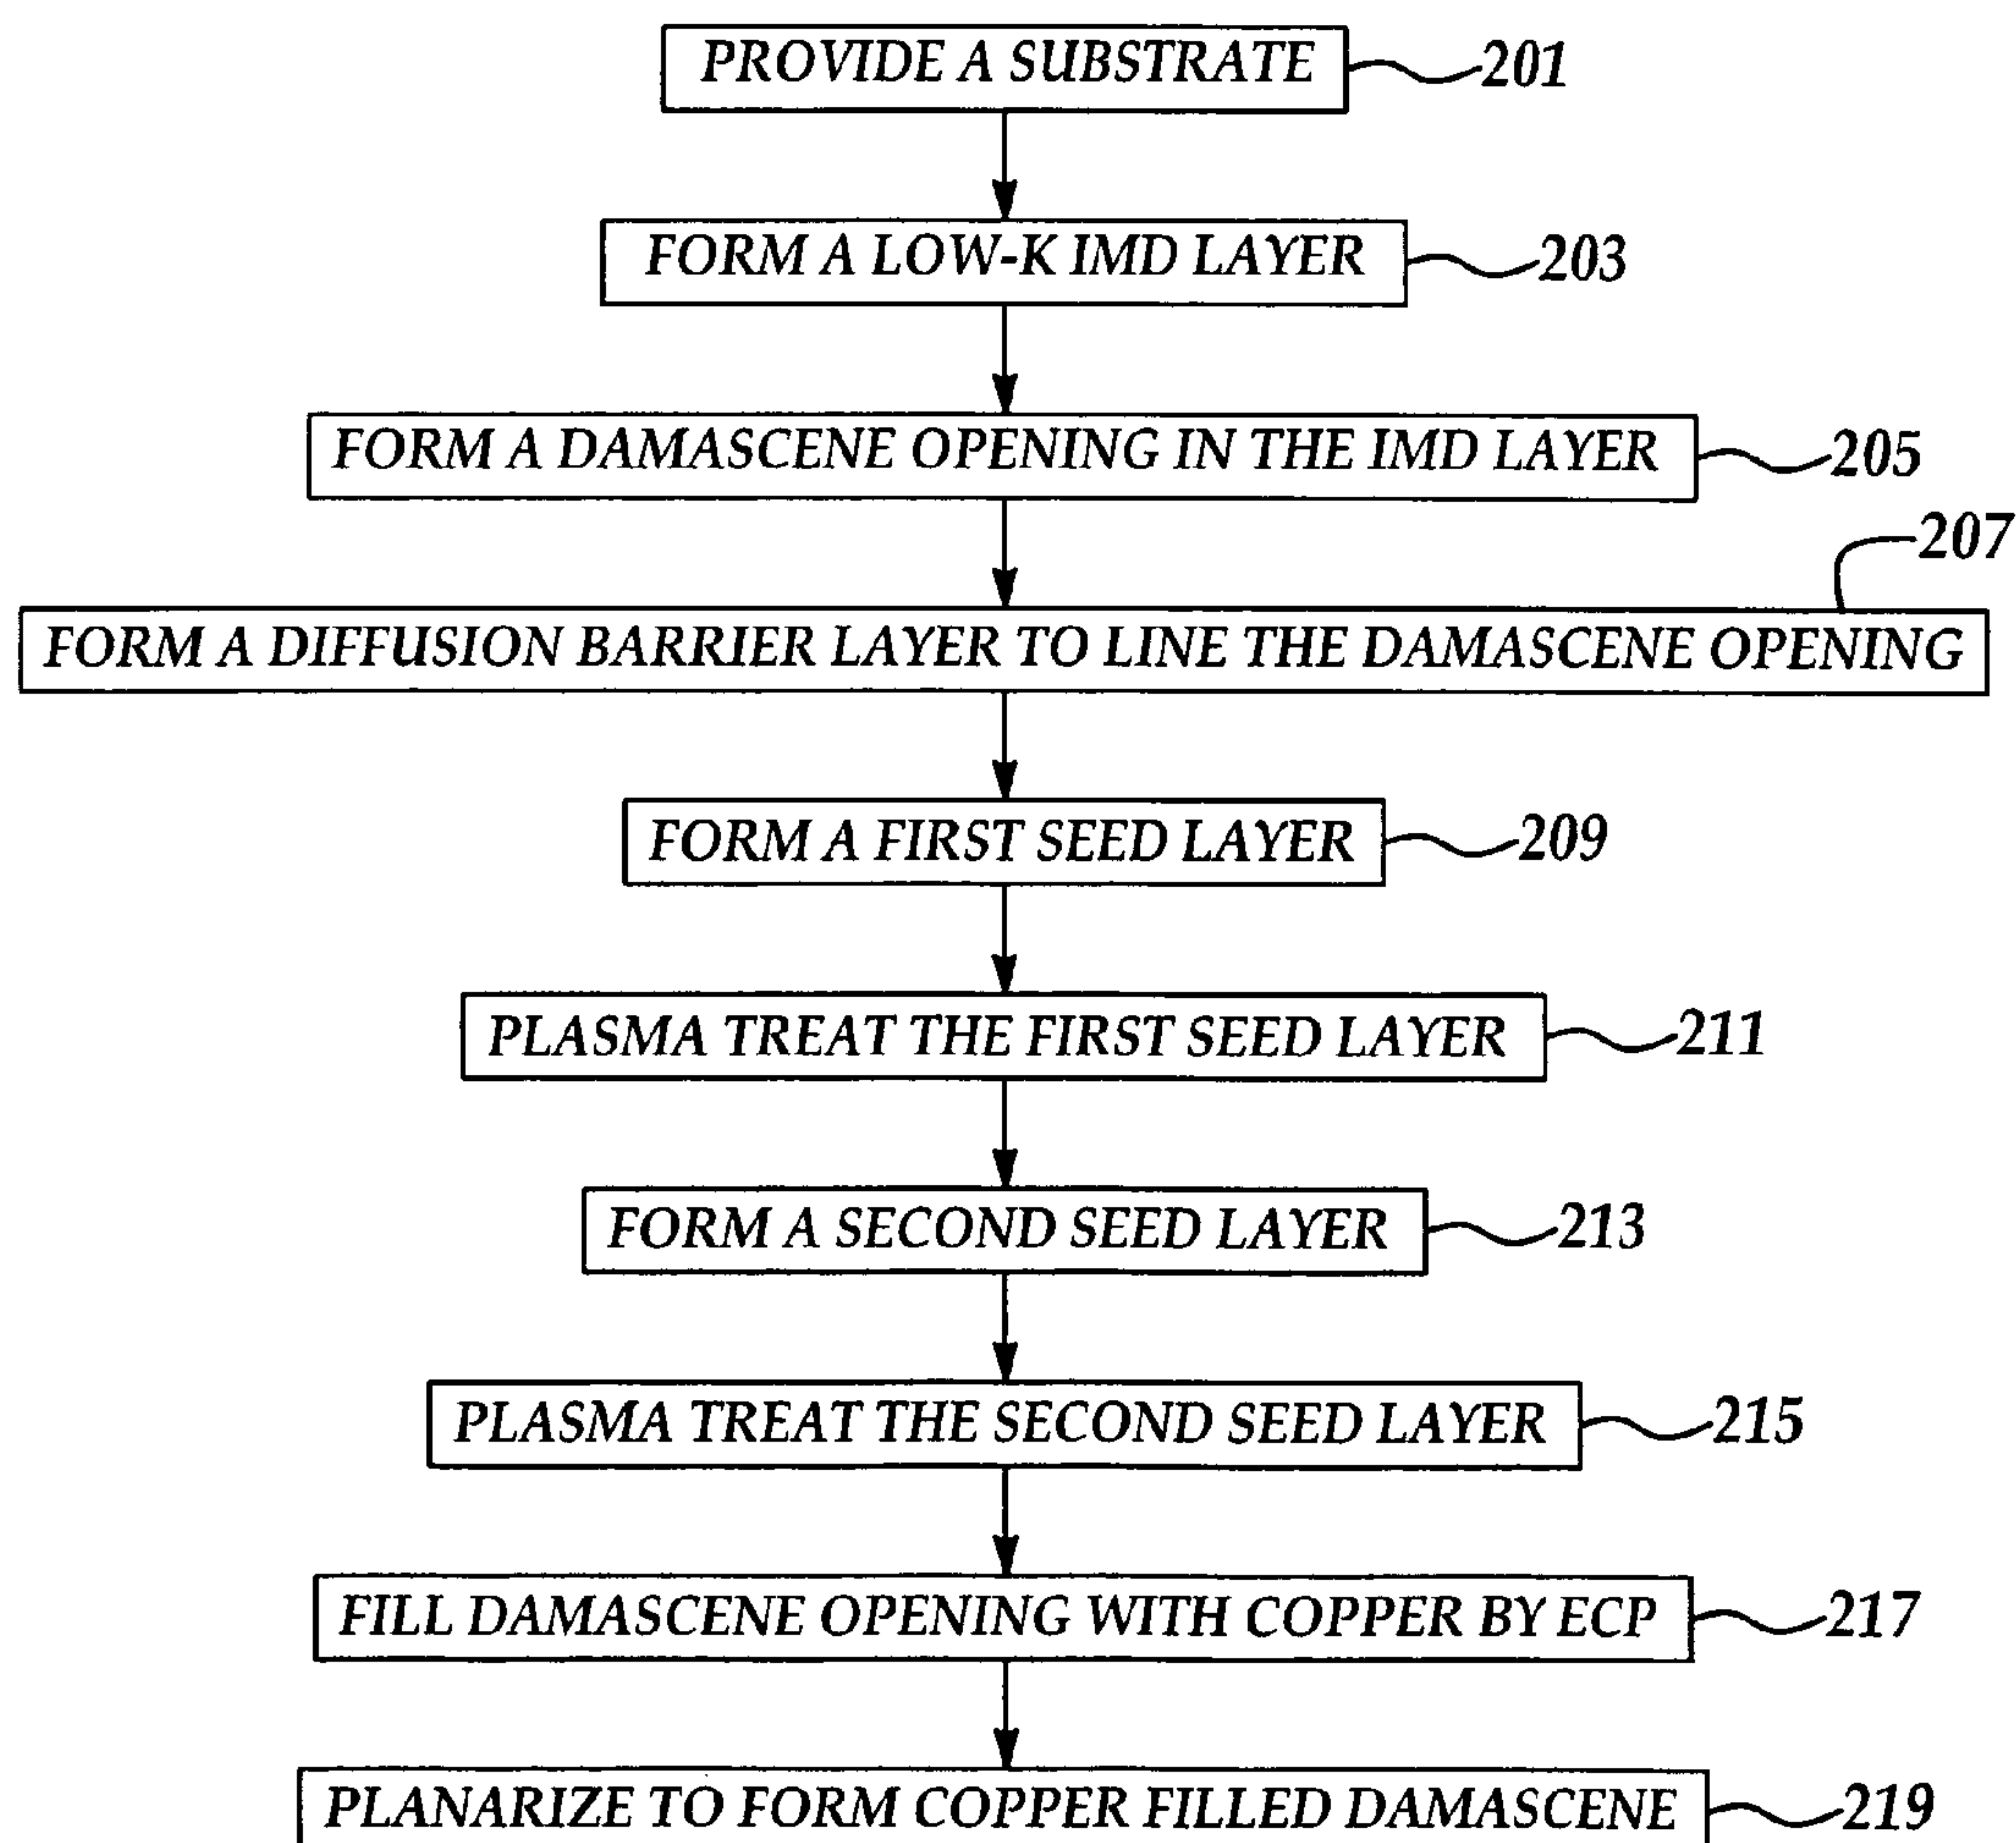 PROVIDE A SUBSTRATE 201
FORM A LOW-K IMD LAYER 203
FORM A DAMASCENE OPENING IN THE IMD LAYER 205
207
FORM A DIFFUSION BARRIER LAYER TO LINE THE DAMASCENE OPENING
FORM A FIRST SEED LAYER 209
PLASMA TREAT THE FIRST SEED LAYER 211
FORM A SECOND SEED LAYER 213
PLASMA TREAT THE SECOND SEED LAYER 215
FILL DAMASCENE OPENING WITH COPPER BY ECP 217
PLANARIZE TO FORM COPPER FILLED DAMASCENE 219